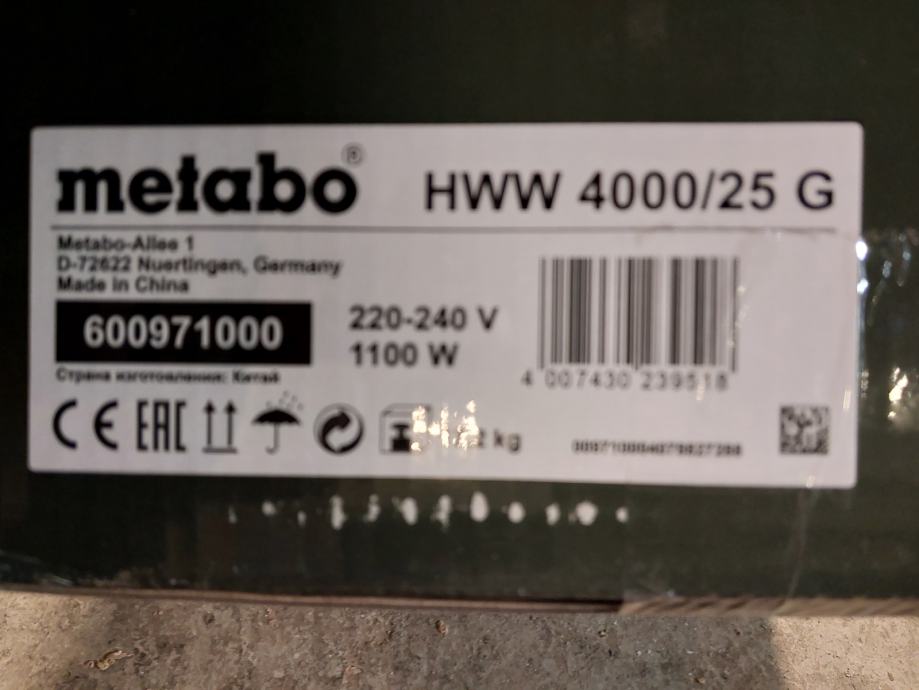 metabo®
HWW 4000/25 G
Metabo-Allee 1
D-72622 Nuertingen, Germany
Made in China
600971000
220-240 V
1100 W
4 007430 239518
Страна изготовления: Китай
CE EAC
kg